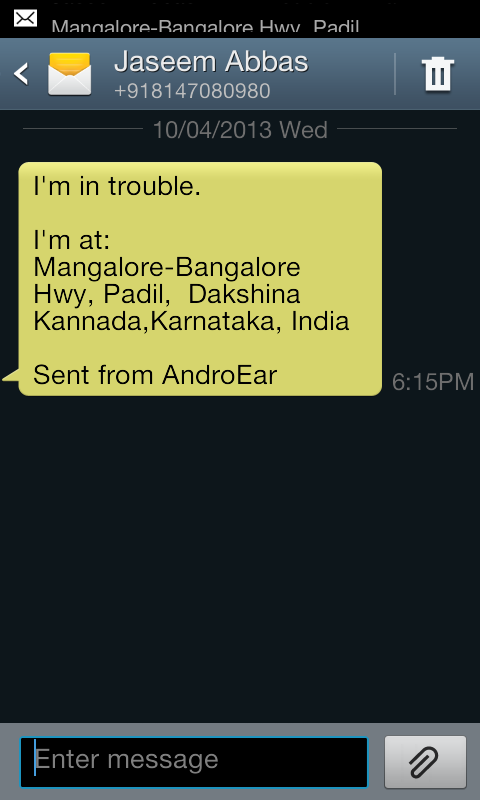 Mangalore-Bangalore Hwy, Padil
Jaseem Abbas
+918147080980
10/04/2013 Wed
I'm in trouble.
I'm at:
Mangalore-Bangalore
Hwy, Padil,  Dakshina
Kannada,Karnataka, India
Sent from AndroEar
6:15PM
Enter message